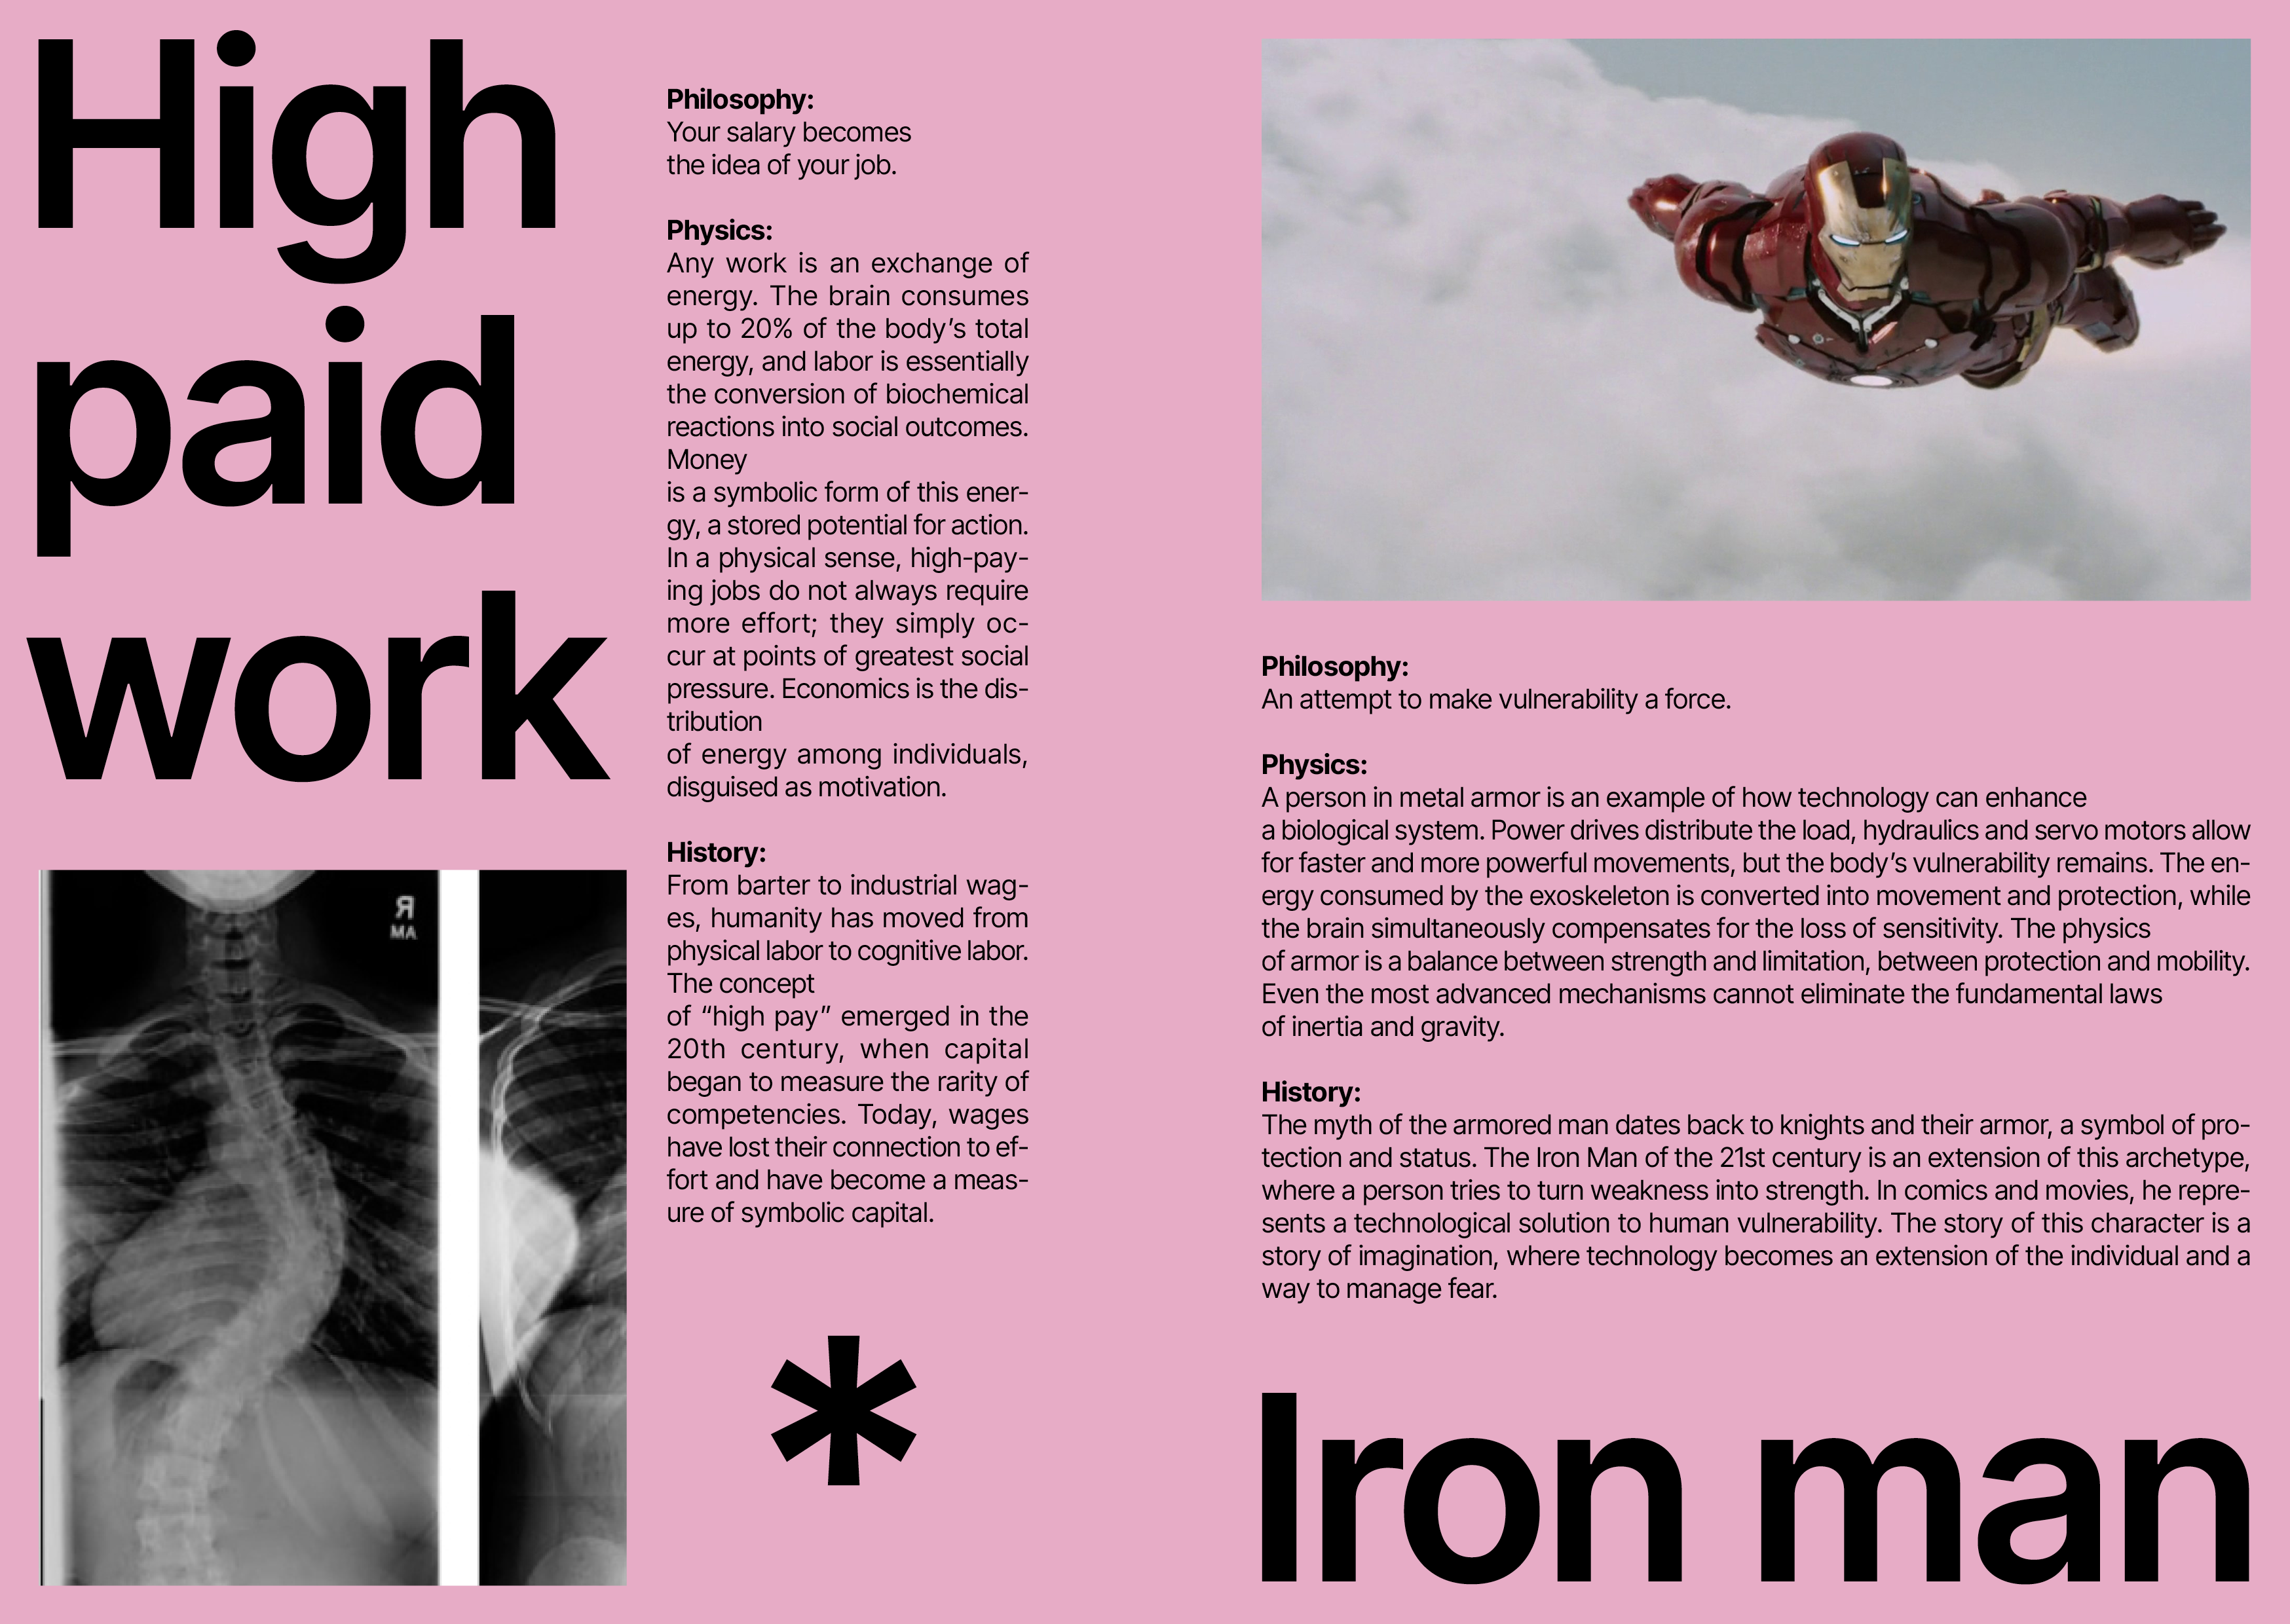 High
paid
work
Philosophy:
Your salary becomes
the idea of your job.
Physics:
Any work is an exchange of
energy. The brain consumes
up to 20% of the body’s total
energy, and labor is essentially
the conversion of biochemical
reactions into social outcomes.
Money
is a symbolic form of this ener-
gy, a stored potential for action.
In a physical sense, high-pay-
ing jobs do not always require
more effort; they simply oc-
cur at points of greatest social
pressure. Economics is the dis-
tribution
of energy among individuals,
disguised as motivation.
History:
From barter to industrial wag-
es, humanity has moved from
physical labor to cognitive labor.
The concept
of “high pay” emerged in the
20th century, when capital
began to measure the rarity of
competencies. Today, wages
have lost their connection to ef-
fort and have become a meas-
ure of symbolic capital.
R
MA
*
Philosophy:
An attempt to make vulnerability a force.
Physics:
A person in metal armor is an example of how technology can enhance
a biological system. Power drives distribute the load, hydraulics and servo motors allow
for faster and more powerful movements, but the body’s vulnerability remains. The en-
ergy consumed by the exoskeleton is converted into movement and protection, while
the brain simultaneously compensates for the loss of sensitivity. The physics
of armor is a balance between strength and limitation, between protection and mobility.
Even the most advanced mechanisms cannot eliminate the fundamental laws
of inertia and gravity.
History:
The myth of the armored man dates back to knights and their armor, a symbol of pro-
tection and status. The Iron Man of the 21st century is an extension of this archetype,
where a person tries to turn weakness into strength. In comics and movies, he repre-
sents a technological solution to human vulnerability. The story of this character is a
story of imagination, where technology becomes an extension of the individual and a
way to manage fear.
Iron man